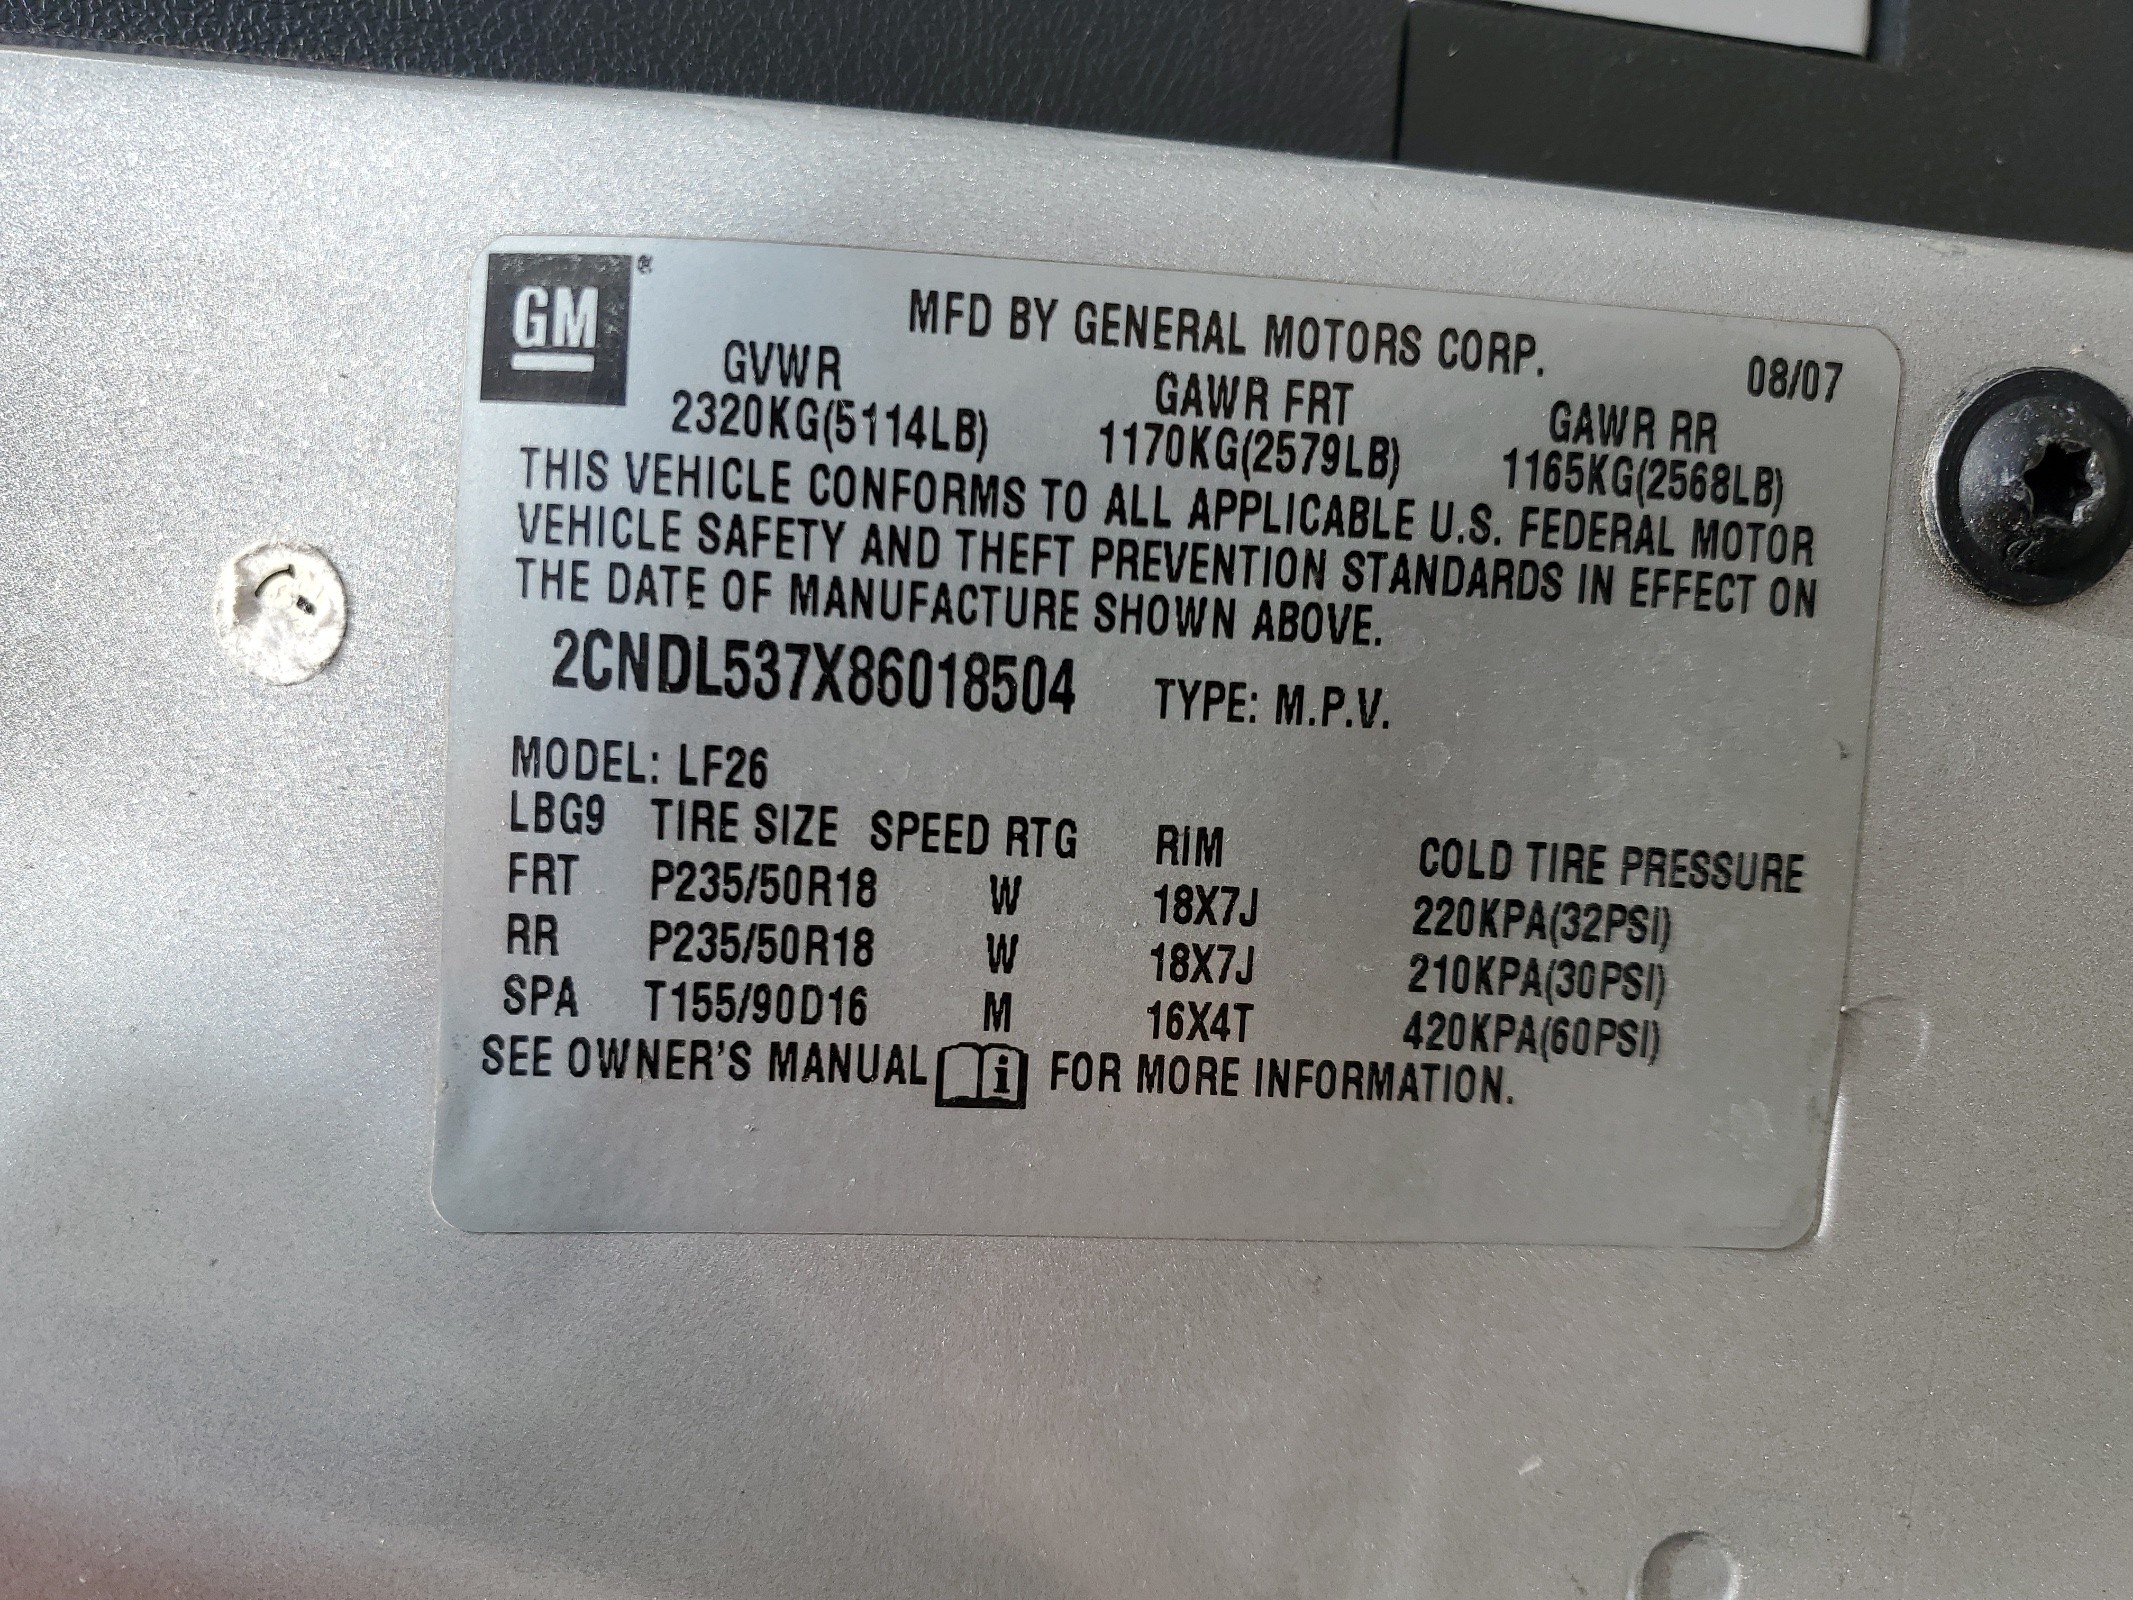 GM®
MFD BY GENERAL MOTORS CORP. 08/07
GVWR GAWR FRT GAWR RR
2320KG(5114LB) 1170KG(2579LB) 1165KG(2568LB)
THIS VEHICLE CONFORMS TO ALL APPLICABLE U.S. FEDERAL MOTOR
VEHICLE SAFETY AND THEFT PREVENTION STANDARDS IN EFFECT ON
THE DATE OF MANUFACTURE SHOWN ABOVE.
2CNDL537X86018504 TYPE: M.P.V.
MODEL: LF26
LBG9 TIRE SIZE SPEED RTG RIM COLD TIRE PRESSURE
FRT P235/50R18 W 18X7J 220KPA(32PSI)
RR P235/50R18 W 18X7J 210KPA(30PSI)
SPA T155/90D16 M 16X4T 420KPA(60PSI)
SEE OWNER'S MANUAL i FOR MORE INFORMATION.